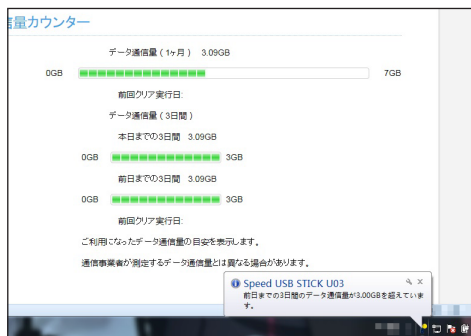 信量カウンター
データ通信量(1ヶ月) 3.09GB
0GB 7GB
前回クリア実行日:
データ通信量(3日間)
本日までの3日間 3.09GB
0GB 3GB
前日までの3日間 3.09GB
0GB 3GB
前回クリア実行日:
ご利用になったデータ通信量の目安を表示します。
通信事業者が測定するデータ通信量とは異なる場合があります。
Speed USB STICK U03
前日までの3日間のデータ通信量が3.00GBを超えていま
す。